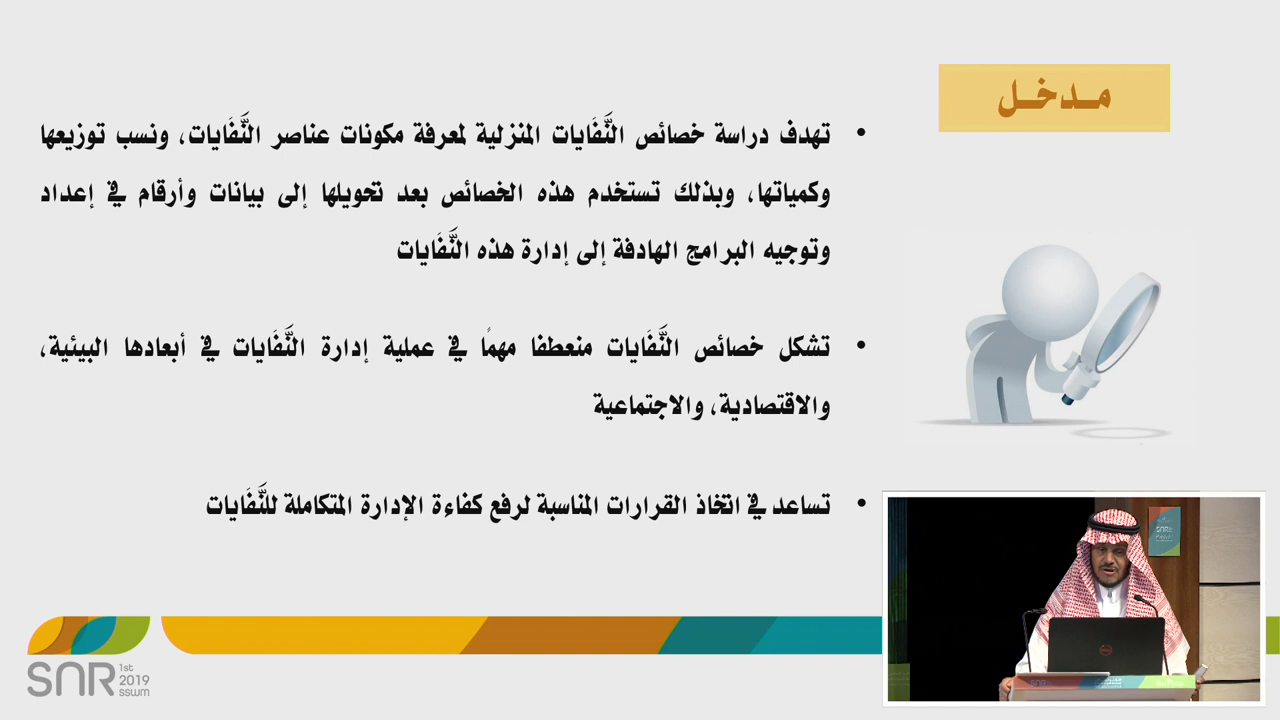 مـدخـل
• تهدف دراسة خصائص النَّفَايات المنزلية لمعرفة مكونات عناصر النَّفَايات، ونسب توزيعها
وكمياتها، وبذلك تستخدم هذه الخصائص بعد تحويلها إلى بيانات وأرقام في إعداد
وتوجيه البرامج الهادفة إلى إدارة هذه النَّفَايات
• تشكل خصائص النَّفَايات منعطفا مهمًا في عملية إدارة النَّفَايات في أبعادها البيئية،
والاقتصادية، والاجتماعية
• تساعد في اتخاذ القرارات المناسبة لرفع كفاءة الإدارة المتكاملة للنَّفَايات
SNR
1st
2019
sswm